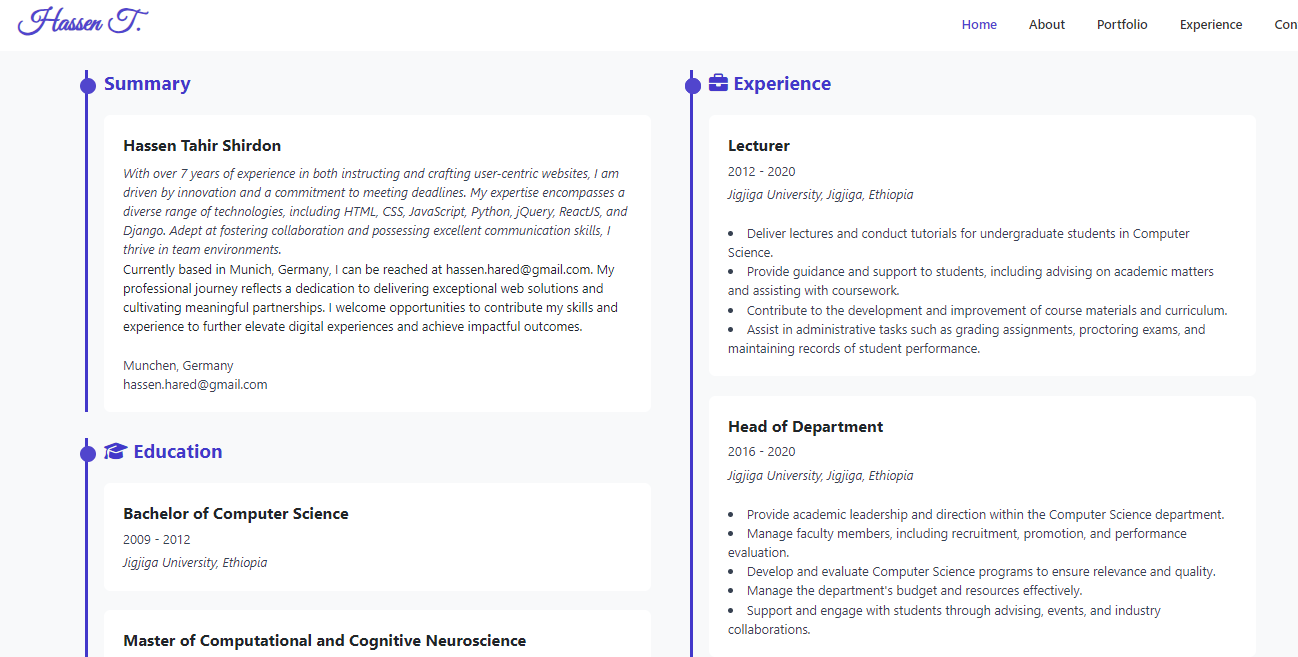 Hassen T.
Home About Portfolio Experience Con
Summary
Hassen Tahir Shirdon
With over 7 years of experience in both instructing and crafting user-centric websites, I am
driven by innovation and a commitment to meeting deadlines. My expertise encompasses a
diverse range of technologies, including HTML, CSS, JavaScript, Python, jQuery, ReactJS, and
Django. Adept at fostering collaboration and possessing excellent communication skills, I
thrive in team environments.
Currently based in Munich, Germany, I can be reached at hassen.hared@gmail.com. My
professional journey reflects a dedication to delivering exceptional web solutions and
cultivating meaningful partnerships. I welcome opportunities to contribute my skills and
experience to further elevate digital experiences and achieve impactful outcomes.
Munchen, Germany
hassen.hared@gmail.com
Education
Bachelor of Computer Science
2009 - 2012
Jigjiga University, Ethiopia
Master of Computational and Cognitive Neuroscience
Experience
Lecturer
2012 - 2020
Jigjiga University, Jigjiga, Ethiopia
• Deliver lectures and conduct tutorials for undergraduate students in Computer
Science.
• Provide guidance and support to students, including advising on academic matters
and assisting with coursework.
• Contribute to the development and improvement of course materials and curriculum.
• Assist in administrative tasks such as grading assignments, proctoring exams, and
maintaining records of student performance.
Head of Department
2016 - 2020
Jigjiga University, Jigjiga, Ethiopia
• Provide academic leadership and direction within the Computer Science department.
• Manage faculty members, including recruitment, promotion, and performance
evaluation.
• Develop and evaluate Computer Science programs to ensure relevance and quality.
• Manage the department's budget and resources effectively.
• Support and engage with students through advising, events, and industry
collaborations.